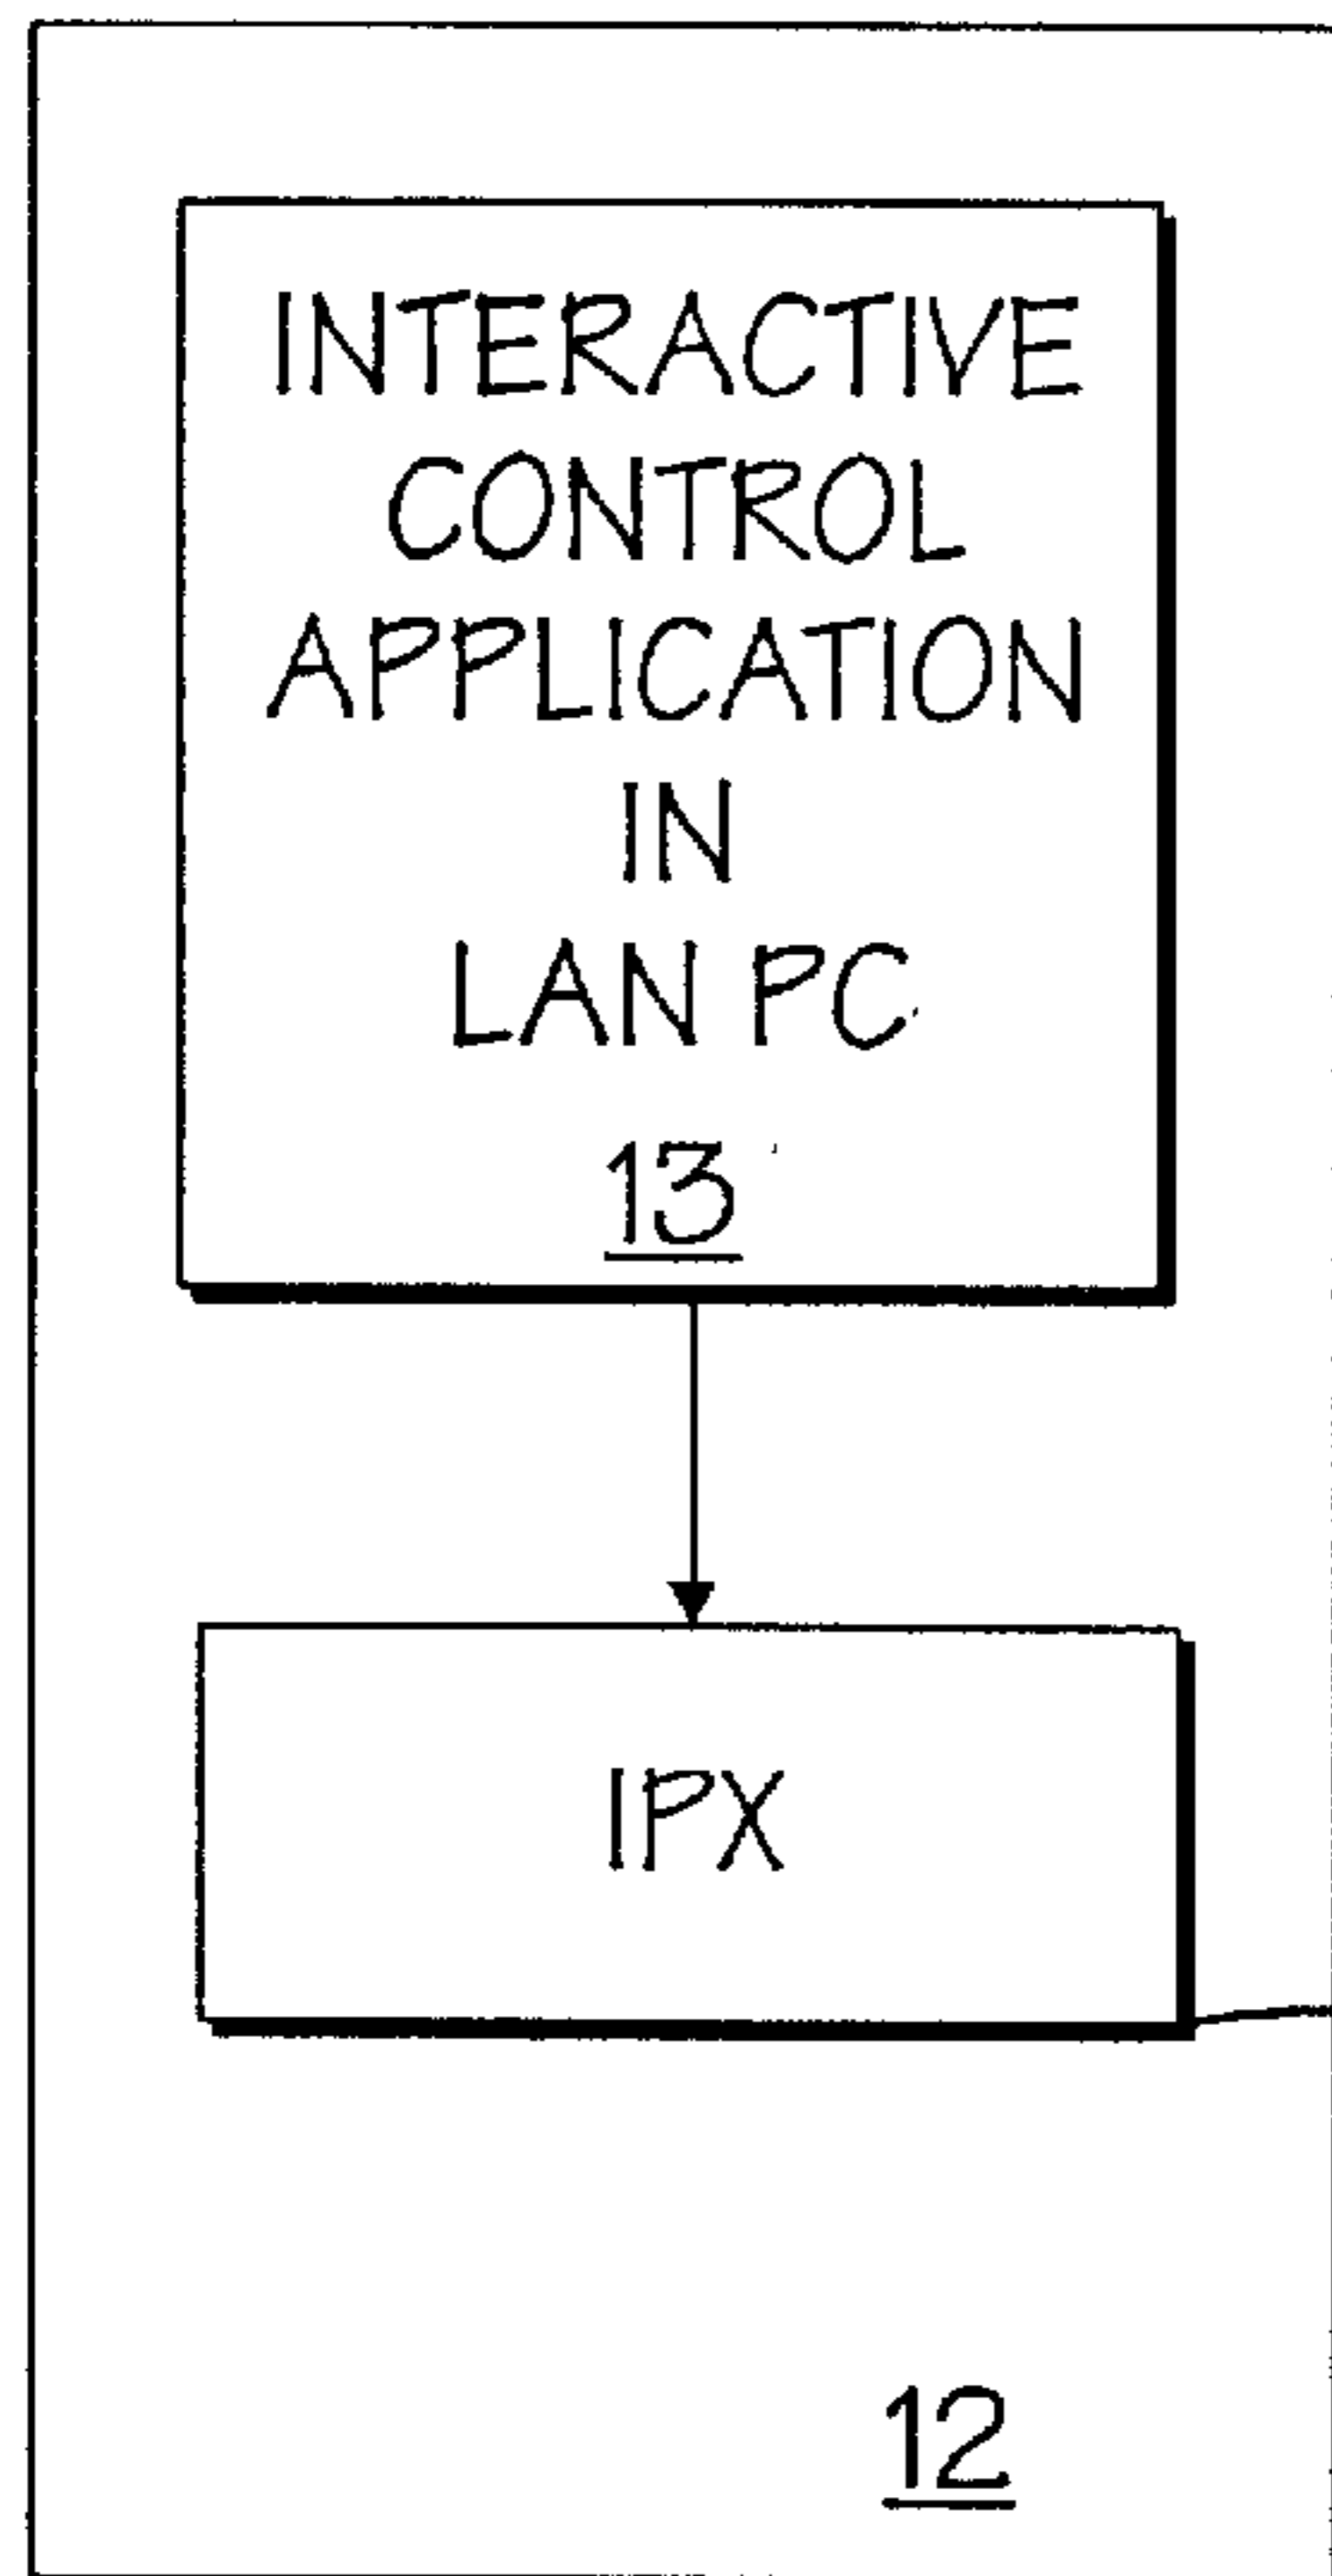 INTERACTIVE
CONTROL
APPLICATION
IN
LAN PC
13
IPX
12